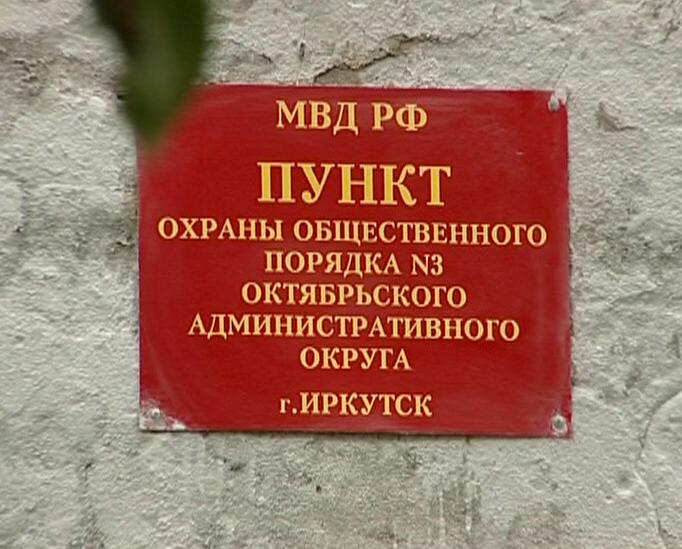 МВД РФ
ПУНКТ
ОХРАНЫ ОБЩЕСТВЕННОГО
ПОРЯДКА N3
ОКТЯБРЬСКОГО
АДМИНИСТРАТИВНОГО
ОКРУГА
г.ИРКУТСК